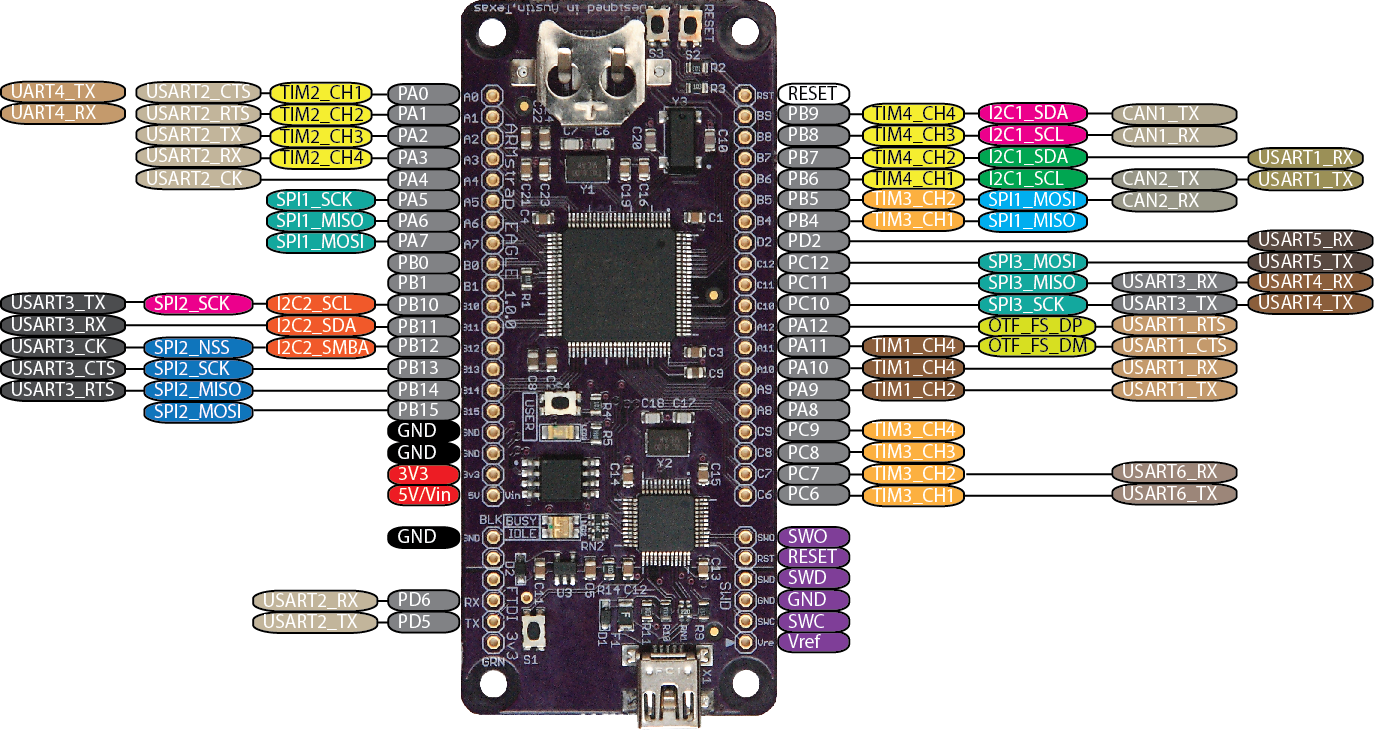 Designed in Austin,Texas
RESET
S3 S2
R2
R3
UART4_TX USART2_CTS TIM2_CH1 PA0 A0 RST RESET
UART4_RX USART2_RTS TIM2_CH2 PA1 A1 B9 PB9 TIM4_CH4 I2C1_SDA CAN1_TX
USART2_TX TIM2_CH3 PA2 A2 B8 PB8 TIM4_CH3 I2C1_SCL CAN1_RX
USART2_RX TIM2_CH4 PA3 A3 B7 PB7 TIM4_CH2 I2C1_SDA USART1_RX
USART2_CK PA4 A4 B6 PB6 TIM4_CH1 I2C1_SCL CAN2_TX USART1_TX
SPI1_SCK PA5 A5 B5 PB5 TIM3_CH2 SPI1_MOSI CAN2_RX
SPI1_MISO PA6 A6 B4 PB4 TIM3_CH1 SPI1_MISO
SPI1_MOSI PA7 A7 D2 PD2 USART5_RX
PB0 B0 C12 PC12 SPI3_MOSI USART5_TX
PB1 B1 C11 PC11 SPI3_MISO USART3_RX USART4_RX
USART3_TX SPI2_SCK I2C2_SCL PB10 B10 C10 PC10 SPI3_SCK USART3_TX USART4_TX
USART3_RX I2C2_SDA PB11 B11 A12 PA12 OTF_FS_DP USART1_RTS
USART3_CK SPI2_NSS I2C2_SMBA PB12 B12 A11 PA11 TIM1_CH4 OTF_FS_DM USART1_CTS
USART3_CTS SPI2_SCK PB13 B13 A10 PA10 TIM1_CH4 USART1_RX
USART3_RTS SPI2_MISO PB14 B14 A9 PA9 TIM1_CH2 USART1_TX
SPI2_MOSI PB15 B15 A8 PA8
GND GND C9 PC9 TIM3_CH4
GND GND C8 PC8 TIM3_CH3
3V3 3v3 C7 PC7 TIM3_CH2 USART6_RX
5V/Vin 5V Vin C6 PC6 TIM3_CH1 USART6_TX
GND GND SWO SWO
RST RESET
SWD SWD
USART2_RX PD6 RX GND GND
USART2_TX PD5 TX SWC SWC
Vre Vref
ARMstrap EAGLE 1.0.0
C22 C24
C7 C6
Y3
C20
C10
Y1
C21 C23
C19 C16
C4
C1
R1
C3
C9
C8
S4
USER
R4
R5
C18 C17
Y2
C14
C15
BLK
BUSY
IDLE
RN2
D2
FTDI 3v3
C11
U3
C5
R14 C12
C13
SWD
D1
F1
R11
R10
RN1
R9
S1
GRN
X1
FCI